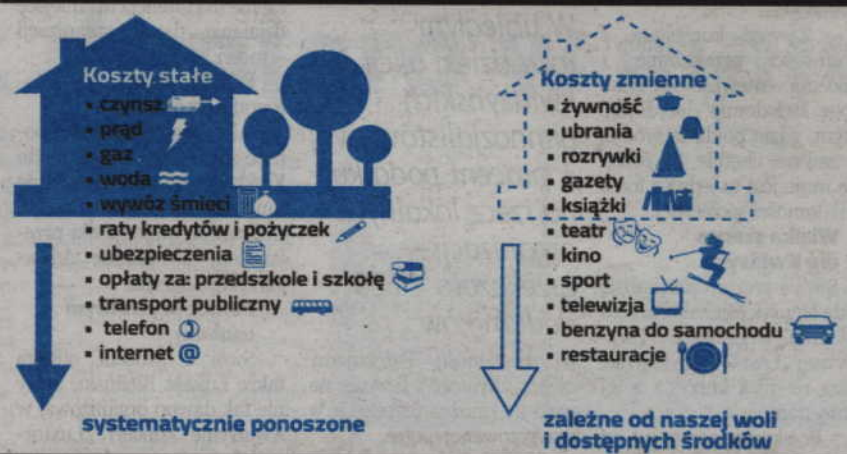 Koszty stałe
▪ czynsz
▪ prąd
▪ gaz
▪ woda
▪ wywóz śmieci
▪ raty kredytów i pożyczek
▪ ubezpieczenia
▪ opłaty za: przedszkole i szkołę
▪ transport publiczny
▪ telefon
▪ internet @
systematycznie ponoszone
Koszty zmienne
▪ żywność
▪ ubrania
▪ rozrywki
▪ gazety
▪ książki
▪ teatr
▪ kino
▪ sport
▪ telewizja
▪ benzyna do samochodu
▪ restauracje
zależne od naszej woli
i dostępnych środków